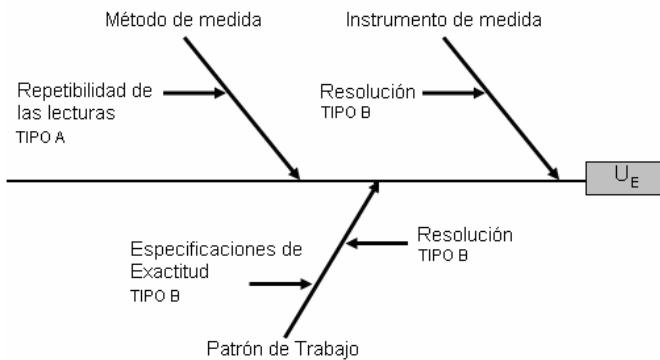 Método de medida
Instrumento de medida
Repetibilidad de
las lecturas
TIPO A
Resolución
TIPO B
U_E
Especificaciones de
Exactitud
TIPO B
Resolución
TIPO B
Patrón de Trabajo